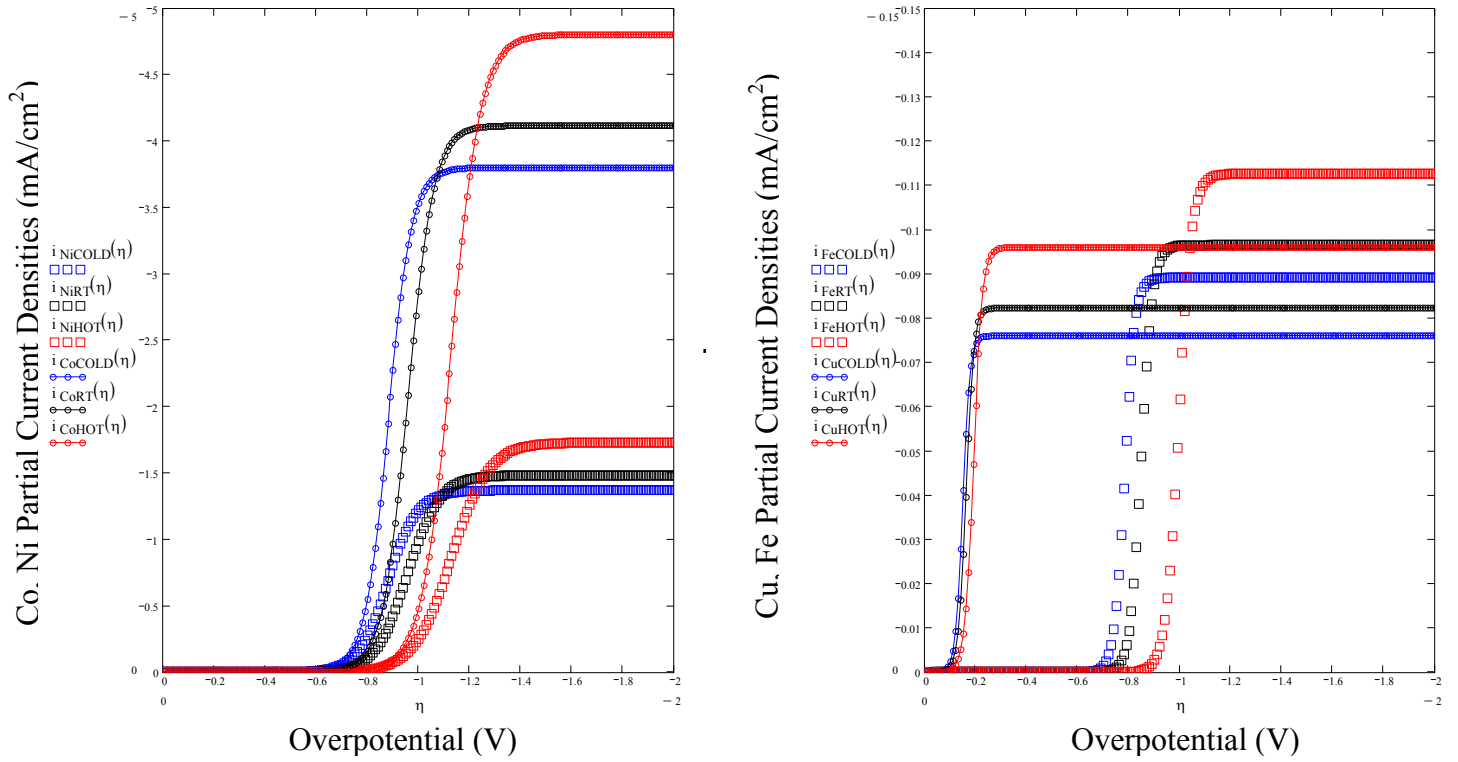 Co, Ni Partial Current Densities (mA/cm²)
−5
−5
−4.5
−4
−3.5
−3
−2.5
−2
−1.5
−1
−0.5
0
0
i NiCOLD(η)
i NiRT(η)
i NiHOT(η)
i CoCOLD(η)
i CoRT(η)
i CoHOT(η)
0 −0.2 −0.4 −0.6 −0.8 −1 −1.2 −1.4 −1.6 −1.8 −2
0 η −2
Overpotential (V)
Cu, Fe Partial Current Densities (mA/cm²)
−0.15
−0.15
−0.14
−0.13
−0.12
−0.11
−0.1
−0.09
−0.08
−0.07
−0.06
−0.05
−0.04
−0.03
−0.02
−0.01
0
0
i FeCOLD(η)
i FeRT(η)
i FeHOT(η)
i CuCOLD(η)
i CuRT(η)
i CuHOT(η)
0 −0.2 −0.4 −0.6 −0.8 −1 −1.2 −1.4 −1.6 −1.8 −2
0 η −2
Overpotential (V)